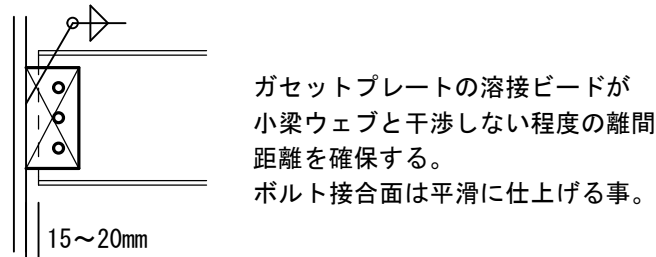 ガセットプレートの溶接ビードが
小梁ウェブと干渉しない程度の離間
距離を確保する。
ボルト接合面は平滑に仕上げる事。
15～20mm